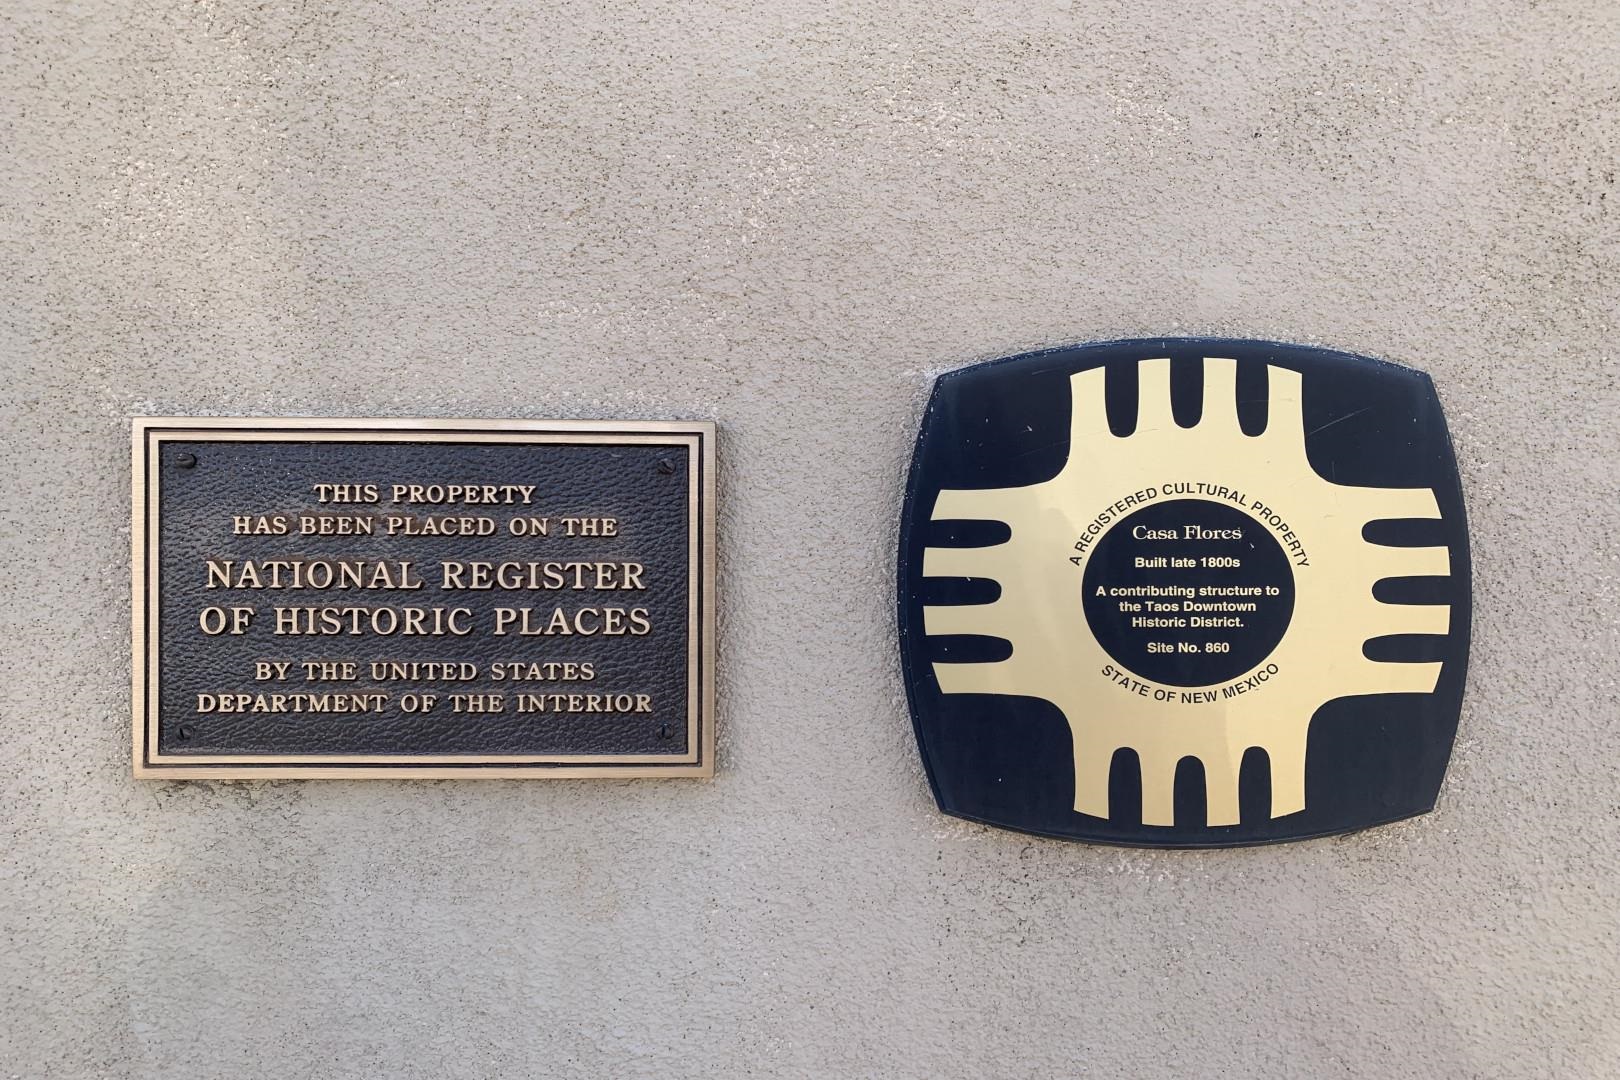 THIS PROPERTY
HAS BEEN PLACED ON THE
NATIONAL REGISTER
OF HISTORIC PLACES
BY THE UNITED STATES
DEPARTMENT OF THE INTERIOR
A REGISTERED CULTURAL PROPERTY
Casa Flores
Built late 1800s
A contributing structure to
the Taos Downtown
Historic District.
Site No. 860
STATE OF NEW MEXICO